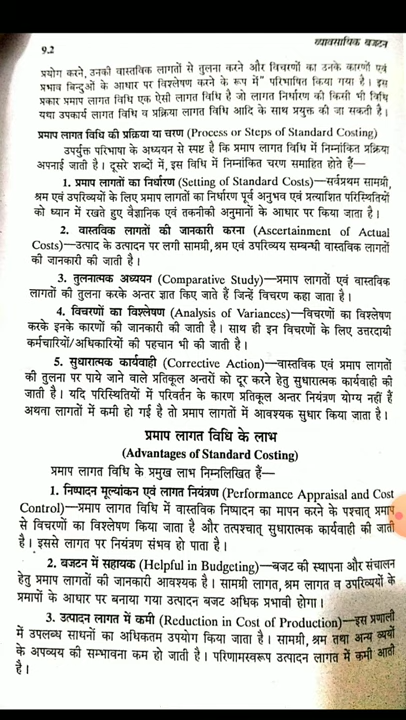 9.2
व्यावसायिक बजटन
प्रयोग करने, उनकी वास्तविक लागतों से तुलना करने और विचरणों का उनके कारणों एवं
प्रभाव बिन्दुओं के आधार पर विश्लेषण करने के रूप में" परिभाषित किया गया है। इस
प्रकार प्रमाप लागत विधि एक ऐसी लागत विधि है जो लागत निर्धारण की किसी भी विधि
यथा उपकार्य लागत विधि व प्रक्रिया लागत विधि आदि के साथ प्रयुक्त की जा सकती है।
प्रमाप लागत विधि की प्रक्रिया या चरण (Process or Steps of Standard Costing)
उपर्युक्त परिभाषा के अध्ययन से स्पष्ट है कि प्रमाप लागत विधि में निम्नांकित प्रक्रिया
अपनाई जाती है। दूसरे शब्दों में, इस विधि में निम्नांकित चरण समाहित होते हैं—
1. प्रमाप लागतों का निर्धारण (Setting of Standard Costs)—सर्वप्रथम सामग्री,
श्रम एवं उपरिव्ययों के लिए प्रमाप लागतों का निर्धारण पूर्व अनुभव एवं प्रत्याशित परिस्थितियों
को ध्यान में रखते हुए वैज्ञानिक एवं तकनीकी अनुमानों के आधार पर किया जाता है।
2. वास्तविक लागतों की जानकारी करना (Ascertainment of Actual
Costs)—उत्पाद के उत्पादन पर लगी सामग्री, श्रम एवं उपरिव्यय सम्बन्धी वास्तविक लागतों
की जानकारी की जाती है।
3. तुलनात्मक अध्ययन (Comparative Study)—प्रमाप लागतों एवं वास्तविक
लागतों की तुलना करके अन्तर ज्ञात किए जाते हैं जिन्हें विचरण कहा जाता है।
4. विचरणों का विश्लेषण (Analysis of Variances)—विचरणों का विश्लेषण
करके इनके कारणों की जानकारी की जाती है। साथ ही इन विचरणों के लिए उत्तरदायी
कर्मचारियों/अधिकारियों की पहचान भी की जाती है।
5. सुधारात्मक कार्यवाही (Corrective Action)—वास्तविक एवं प्रमाप लागतों
की तुलना पर पाये जाने वाले प्रतिकूल अन्तरों को दूर करने हेतु सुधारात्मक कार्यवाही की
जाती है। यदि परिस्थितियों में परिवर्तन के कारण प्रतिकूल अन्तर नियंत्रण योग्य नहीं हैं
अथवा लागतों में कमी हो गई है तो प्रमाप लागतों में आवश्यक सुधार किया जाता है।
प्रमाप लागत विधि के लाभ
(Advantages of Standard Costing)
प्रमाप लागत विधि के प्रमुख लाभ निम्नलिखित हैं—
1. निष्पादन मूल्यांकन एवं लागत नियंत्रण (Performance Appraisal and Cost
Control)—प्रमाप लागत विधि में वास्तविक निष्पादन का मापन करने के पश्चात् प्रमाप
से विचरणों का विश्लेषण किया जाता है और तत्पश्चात् सुधारात्मक कार्यवाही की जाती
है। इससे लागत पर नियंत्रण संभव हो पाता है।
2. बजटन में सहायक (Helpful in Budgeting)—बजट की स्थापना और संचालन
हेतु प्रमाप लागतों की जानकारी आवश्यक है। सामग्री लागत, श्रम लागत व उपरिव्ययों के
प्रमापों के आधार पर बनाया गया उत्पादन बजट अधिक प्रभावी होगा।
3. उत्पादन लागत में कमी (Reduction in Cost of Production)—इस प्रणाली
में उपलब्ध साधनों का अधिकतम उपयोग किया जाता है। सामग्री, श्रम तथा अन्य व्ययों
के अपव्यय की सम्भावना कम हो जाती है। परिणामस्वरूप उत्पादन लागत में कमी आती
है।